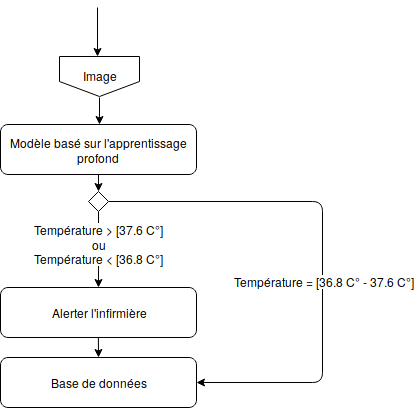 Image
Modèle basé sur l'apprentissage
profond
Température > [37.6 C°]
ou
Température < [36.8 C°]
Température = [36.8 C° - 37.6 C°]
Alerter l'infirmière
Base de données